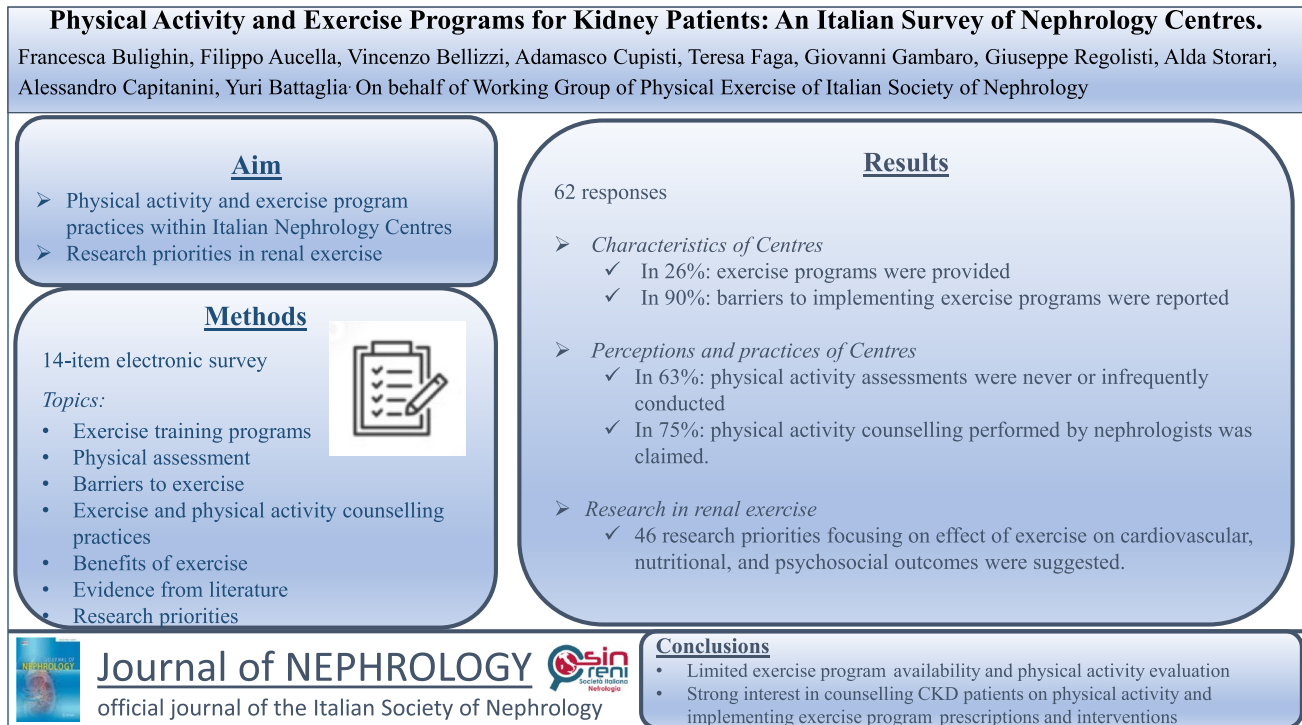 Physical Activity and Exercise Programs for Kidney Patients: An Italian Survey of Nephrology Centres.
Francesca Bulighin, Filippo Aucella, Vincenzo Bellizzi, Adamasco Cupisti, Teresa Faga, Giovanni Gambaro, Giuseppe Regolisti, Alda Storari,
Alessandro Capitanini, Yuri Battaglia. On behalf of Working Group of Physical Exercise of Italian Society of Nephrology
Aim
➢ Physical activity and exercise program
practices within Italian Nephrology Centres
➢ Research priorities in renal exercise
Methods
14-item electronic survey
Topics:
• Exercise training programs
• Physical assessment
• Barriers to exercise
• Exercise and physical activity counselling
practices
• Benefits of exercise
• Evidence from literature
• Research priorities
Results
62 responses
➢ Characteristics of Centres
✓ In 26%: exercise programs were provided
✓ In 90%: barriers to implementing exercise programs were reported
➢ Perceptions and practices of Centres
✓ In 63%: physical activity assessments were never or infrequently
conducted
✓ In 75%: physical activity counselling performed by nephrologists was
claimed.
➢ Research in renal exercise
✓ 46 research priorities focusing on effect of exercise on cardiovascular,
nutritional, and psychosocial outcomes were suggested.
NEPHROLOGY
Journal of NEPHROLOGY
official journal of the Italian Society of Nephrology
sin
reni
Società Italiana
Nefrologia
Conclusions
• Limited exercise program availability and physical activity evaluation
• Strong interest in counselling CKD patients on physical activity and
implementing exercise program prescriptions and interventions